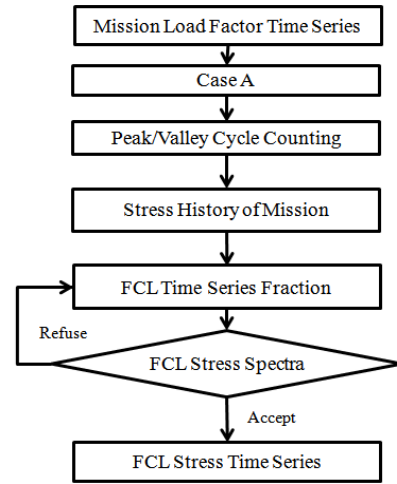 Mission Load Factor Time Series
Case A
Peak/Valley Cycle Counting
Stress History of Mission
FCL Time Series Fraction
Refuse
FCL Stress Spectra
Accept
FCL Stress Time Series